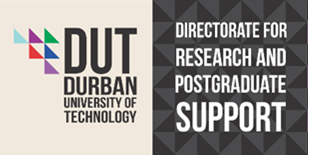 DUT
DURBAN
UNIVERSITY OF
TECHNOLOGY
DIRECTORATE FOR
RESEARCH AND
POSTGRADUATE
SUPPORT